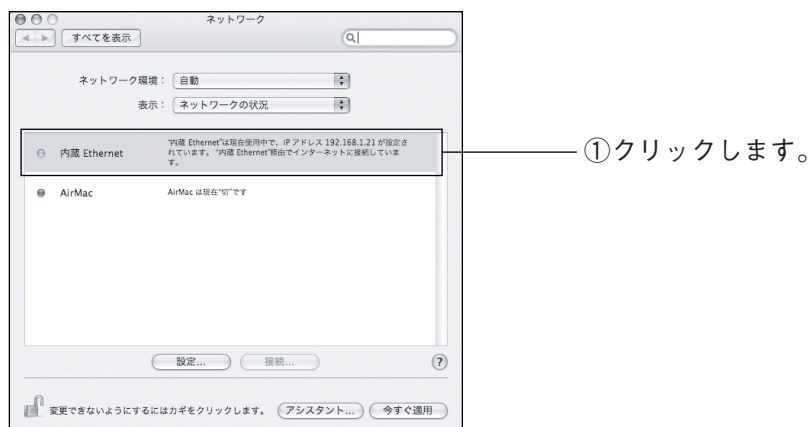 ネットワーク
すべてを表示
ネットワーク環境： 自動
表示： ネットワークの状況
内蔵 Ethernet
"内蔵 Ethernet"は現在使用中で、IP アドレス 192.168.1.21 が設定さ
れています。"内蔵 Ethernet"経由でインターネットに接続していま
す。
①クリックします。
AirMac
AirMac は現在"切"です
設定...
接続...
?
変更できないようにするにはカギをクリックします。
アシスタント...
今すぐ適用